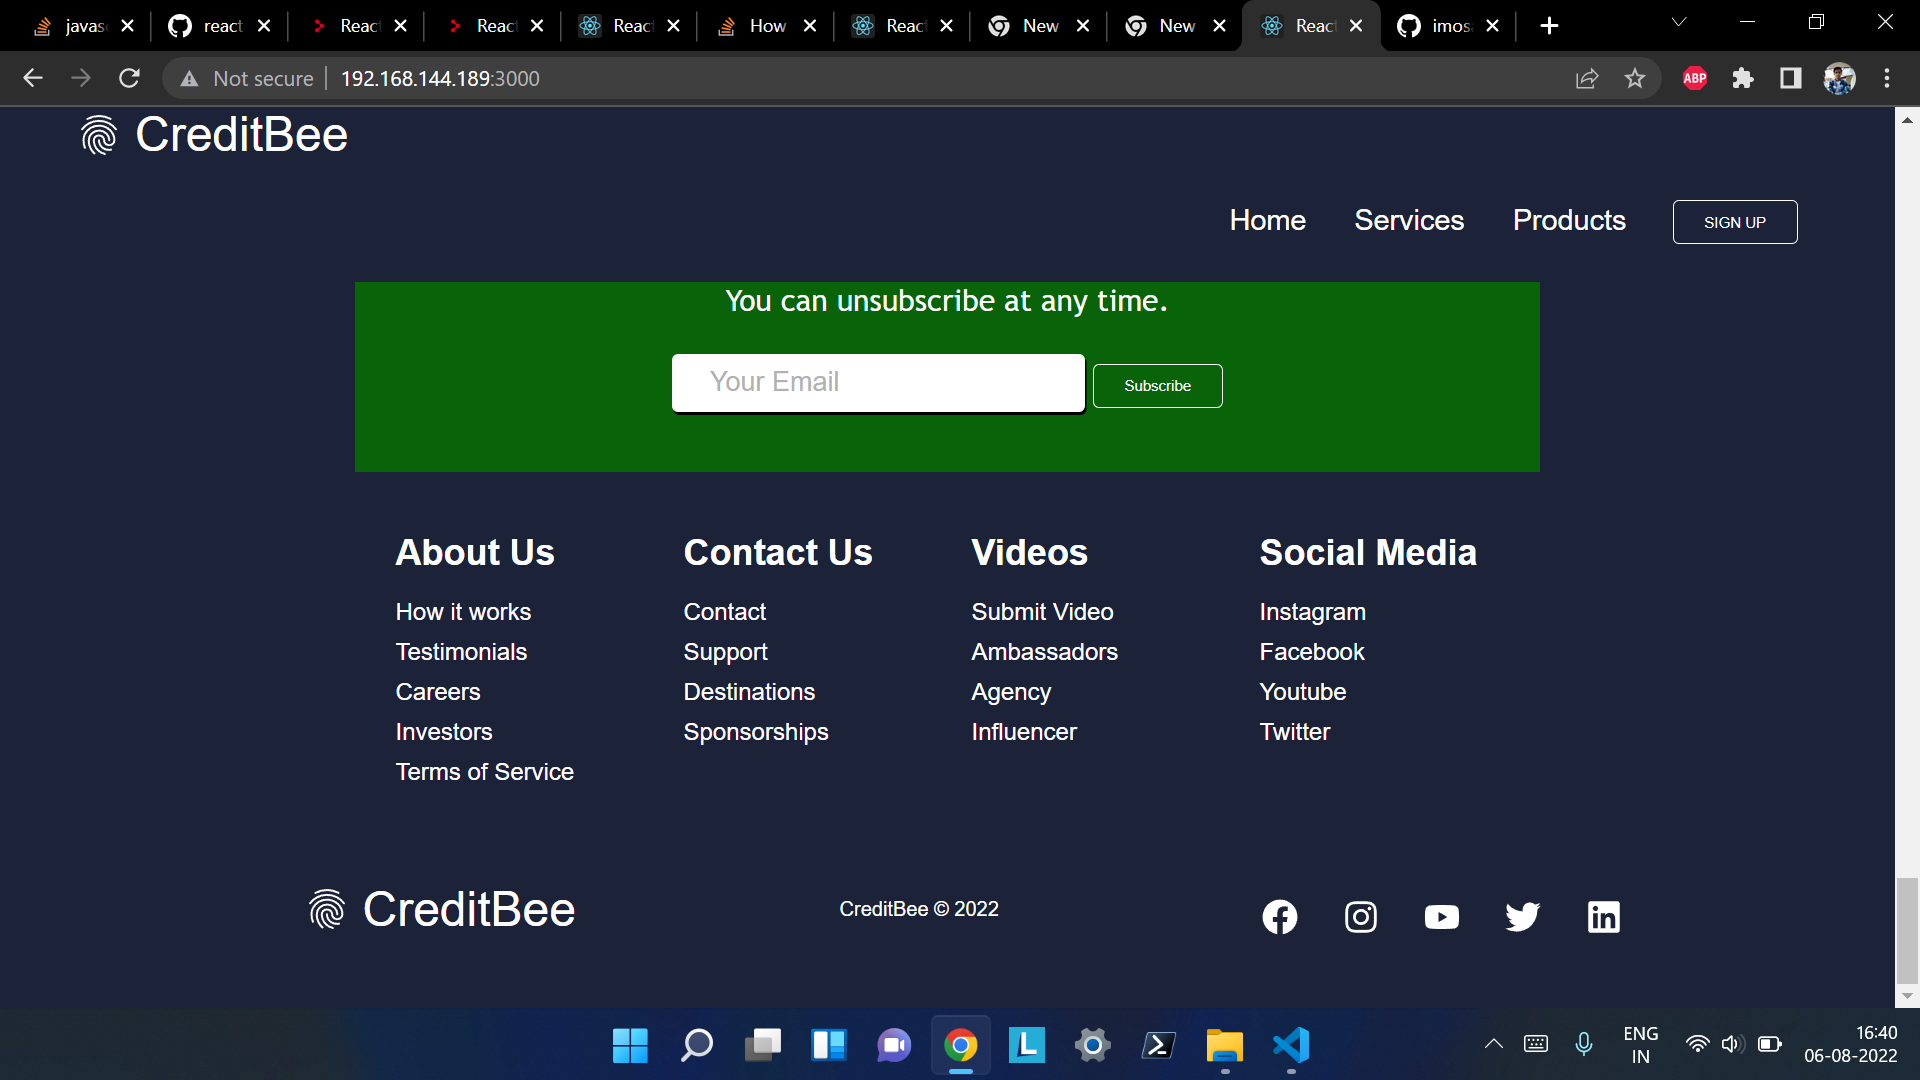 javas
react
React
React
React
How
React
New
New
React
imos
Not secure
192.168.144.189:3000
ABP
CreditBee
Home Services Products SIGN UP
You can unsubscribe at any time.
Your Email Subscribe
About Us Contact Us Videos Social Media
How it works Contact Submit Video Instagram
Testimonials Support Ambassadors Facebook
Careers Destinations Agency Youtube
Investors Sponsorships Influencer Twitter
Terms of Service
CreditBee CreditBee © 2022
L
ENG
IN
16:40
06-08-2022